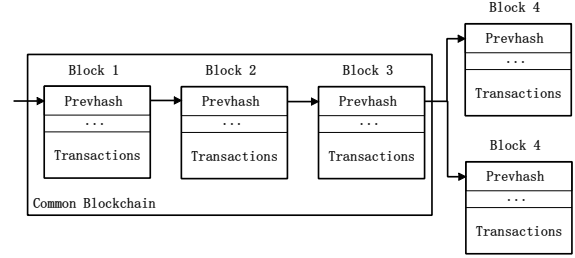 Block 4
Prevhash
...
Transactions
Block 1
Prevhash
...
Transactions
Block 2
Prevhash
...
Transactions
Block 3
Prevhash
...
Transactions
Common Blockchain
Block 4
Prevhash
...
Transactions